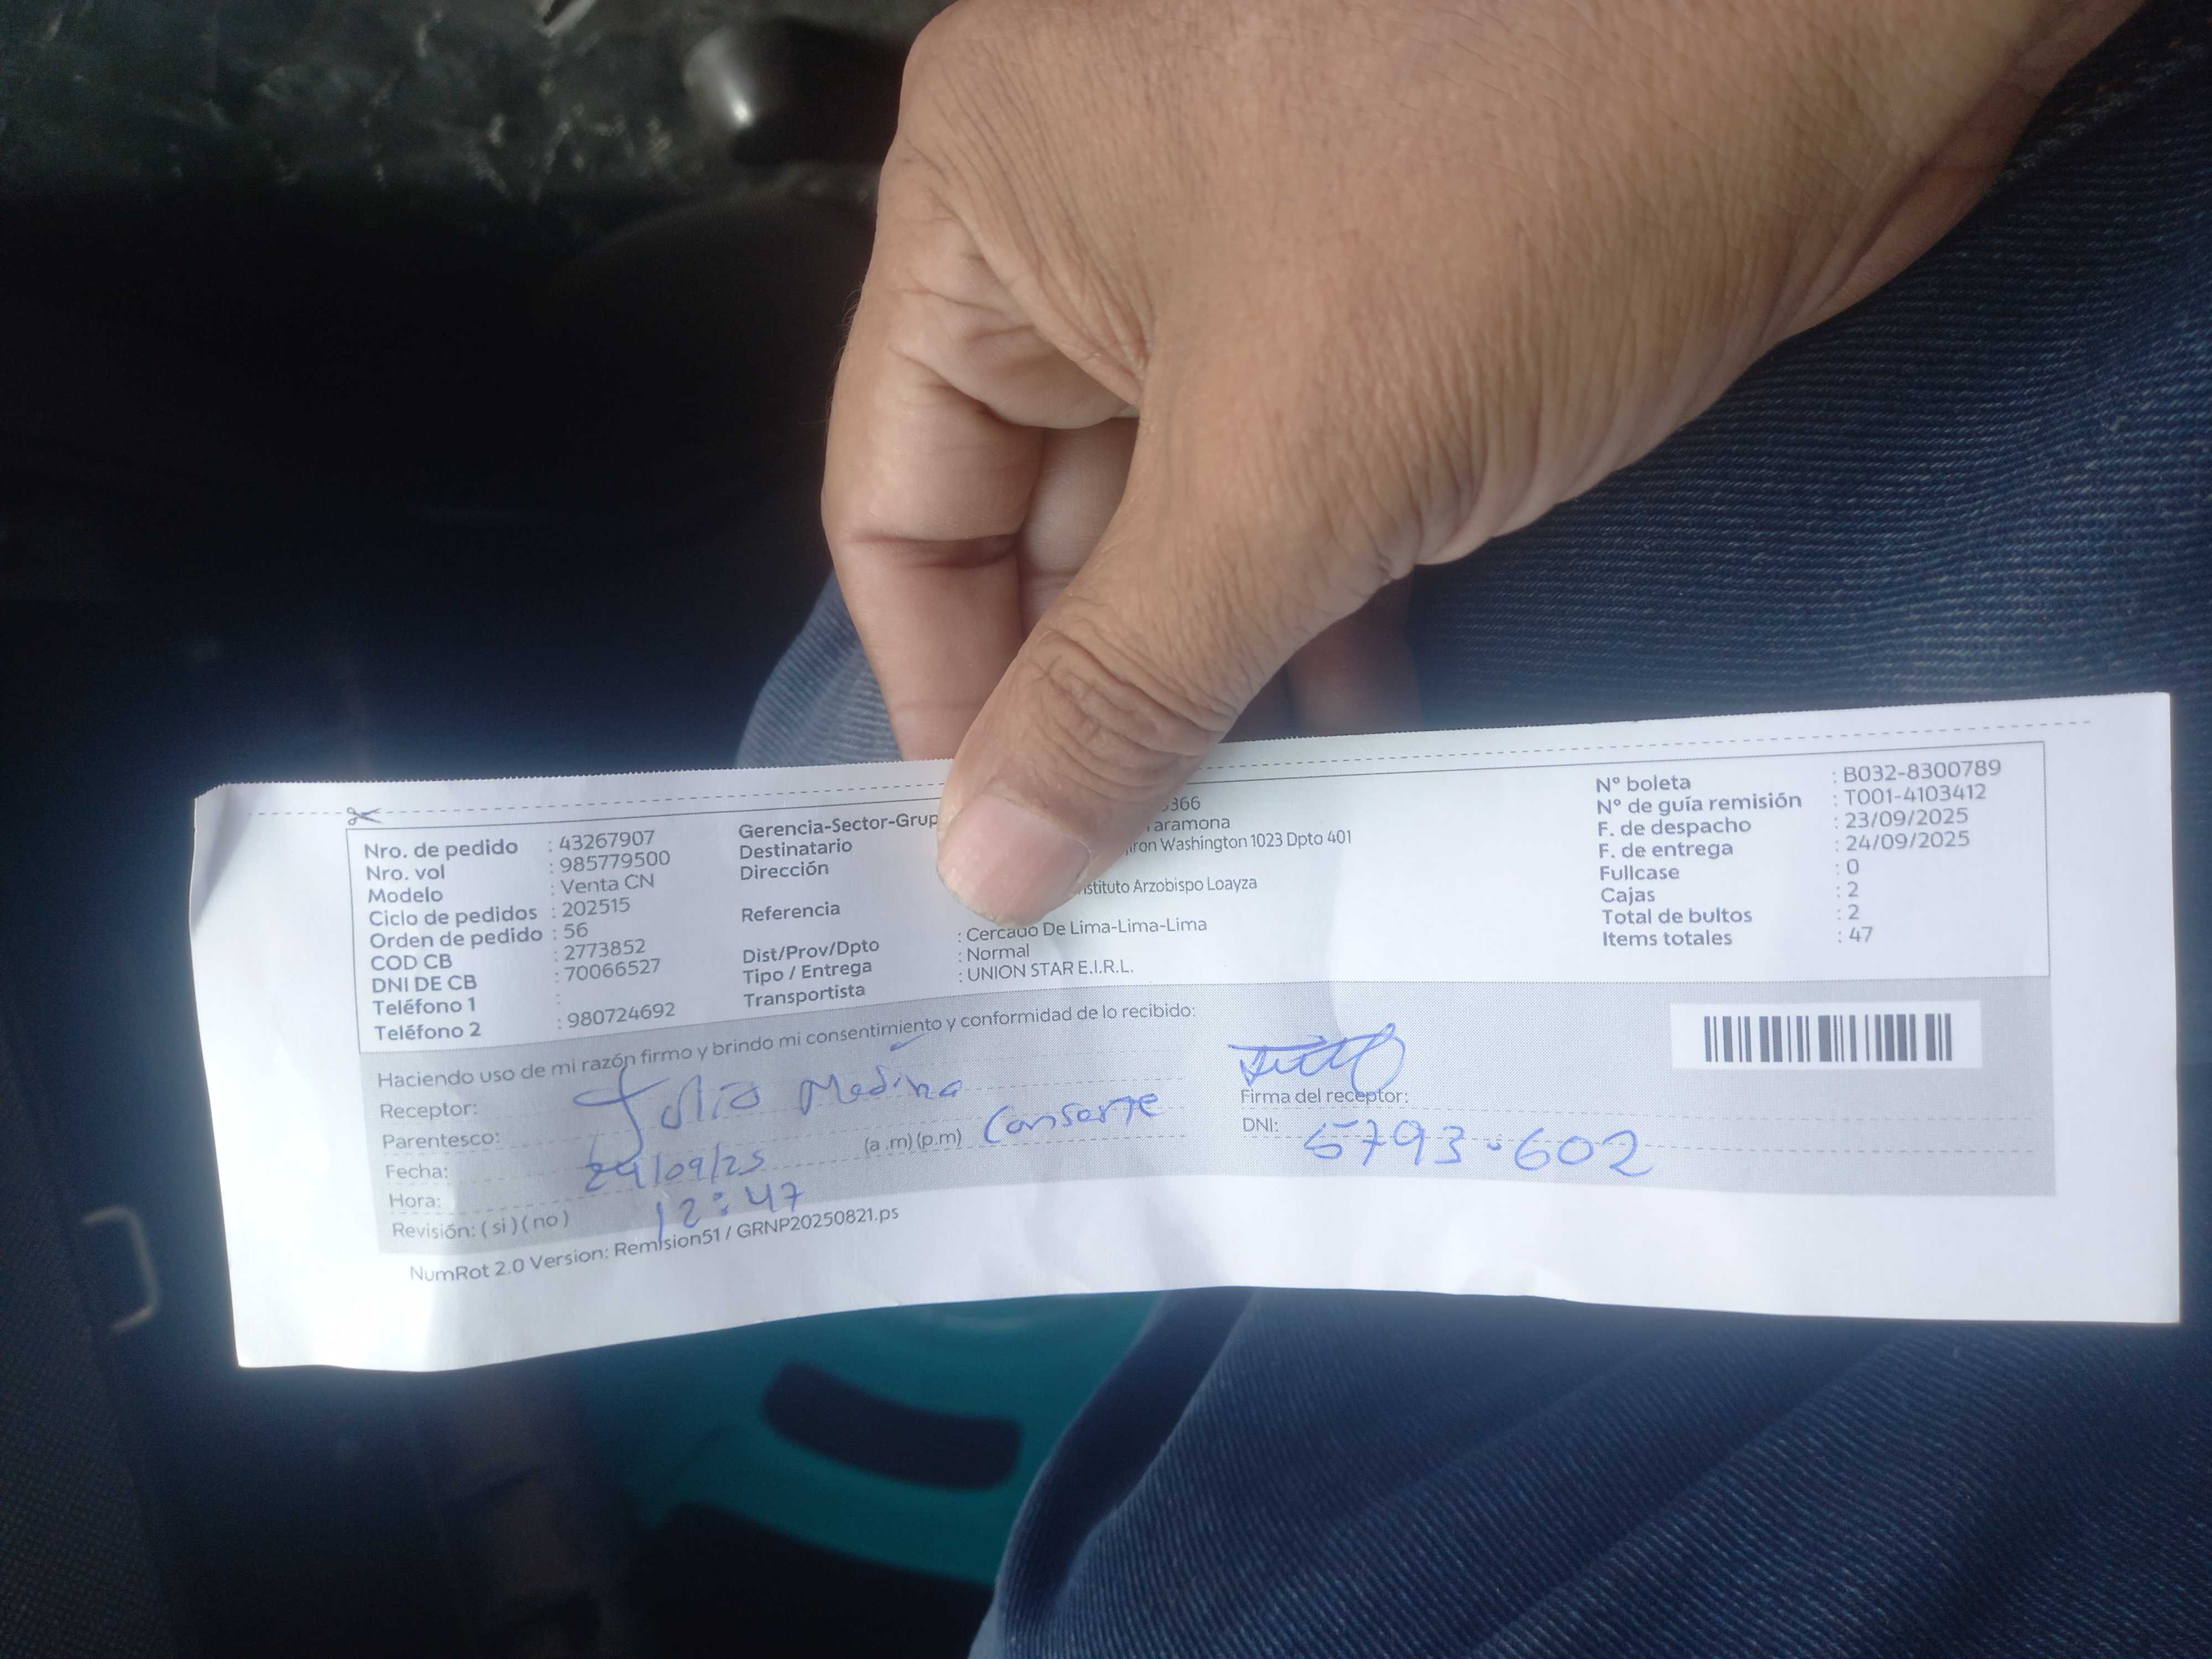 Nro. de pedido : 43267907
Nro. vol : 985779500
Modelo : Venta CN
Ciclo de pedidos : 202515
Orden de pedido : 56
COD CB : 2773852
DNI DE CB : 70066527
Teléfono 1 :
Teléfono 2 : 980724692
Gerencia-Sector-Grup 5366
Destinatario Taramona
Dirección Jiron Washington 1023 Dpto 401
Referencia Instituto Arzobispo Loayza
Dist/Prov/Dpto : Cercado De Lima-Lima-Lima
Tipo / Entrega : Normal
Transportista : UNION STAR E.I.R.L.
N° boleta : B032-8300789
N° de guía remisión : T001-4103412
F. de despacho : 23/09/2025
F. de entrega : 24/09/2025
Fullcase : 0
Cajas : 2
Total de bultos : 2
Items totales : 47
Haciendo uso de mi razón firmo y brindo mi consentimiento y conformidad de lo recibido:
Receptor: Julio Medina
Parentesco: Conserje
Fecha: 24/09/25 (a .m) (p.m)
Hora: 12:47
Revisión: ( si ) ( no )
Firma del receptor:
DNI: 5793-602
NumRot 2.0 Version: Remision51 / GRNP20250821.ps